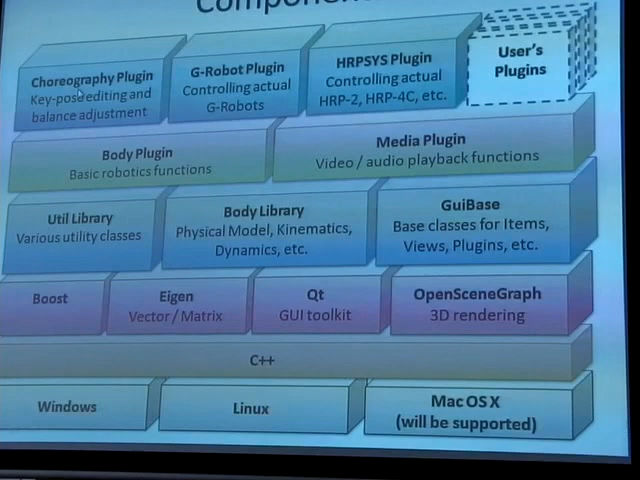 Choreography Plugin
Key-pose editing and
balance adjustment
G-Robot Plugin
Controlling actual
G-Robots
HRPSYS Plugin
Controlling actual
HRP-2, HRP-4C, etc.
User's
Plugins
Body Plugin
Basic robotics functions
Media Plugin
Video / audio playback functions
Util Library
Various utility classes
Body Library
Physical Model, Kinematics,
Dynamics, etc.
GuiBase
Base classes for Items,
Views, Plugins, etc.
Boost
Eigen
Vector / Matrix
Qt
GUI toolkit
OpenSceneGraph
3D rendering
C++
Windows
Linux
Mac OS X
(will be supported)